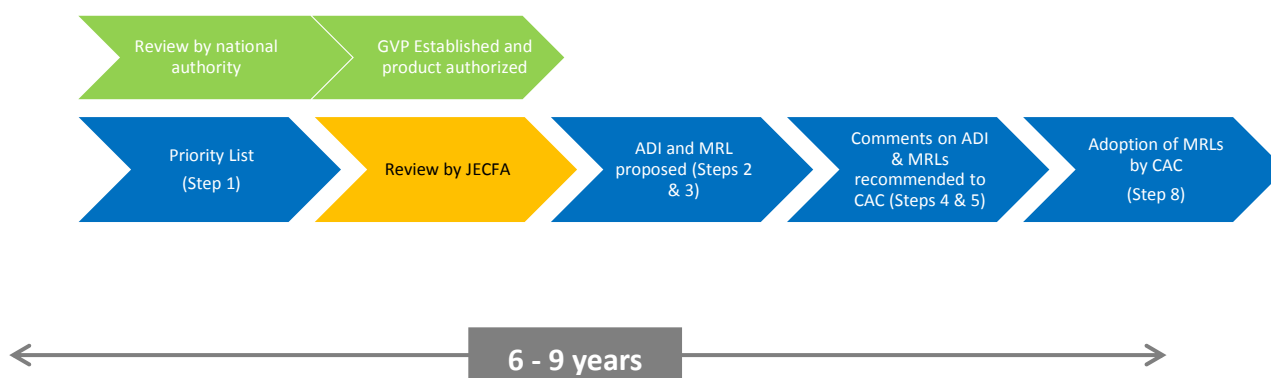 Review by national
authority
GVP Established and
product authorized
Priority List
(Step 1)
Review by JECFA
ADI and MRL
proposed (Steps 2
& 3)
Comments on ADI
& MRLs
recommended to
CAC (Steps 4 & 5)
Adoption of MRLs
by CAC
(Step 8)
6 - 9 years